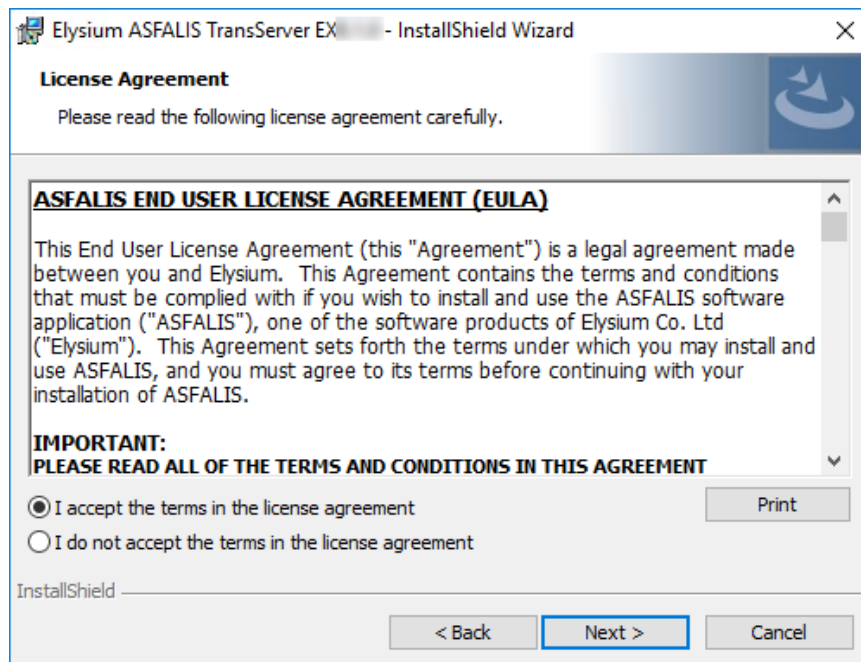 Elysium ASFALIS TransServer EX - InstallShield Wizard
License Agreement
Please read the following license agreement carefully.
ASFALIS END USER LICENSE AGREEMENT (EULA)
This End User License Agreement (this "Agreement") is a legal agreement made
between you and Elysium.  This Agreement contains the terms and conditions
that must be complied with if you wish to install and use the ASFALIS software
application ("ASFALIS"), one of the software products of Elysium Co. Ltd
("Elysium").  This Agreement sets forth the terms under which you may install and
use ASFALIS, and you must agree to its terms before continuing with your
installation of ASFALIS.
IMPORTANT:
PLEASE READ ALL OF THE TERMS AND CONDITIONS IN THIS AGREEMENT
I accept the terms in the license agreement
Print
I do not accept the terms in the license agreement
InstallShield
< Back
Next >
Cancel